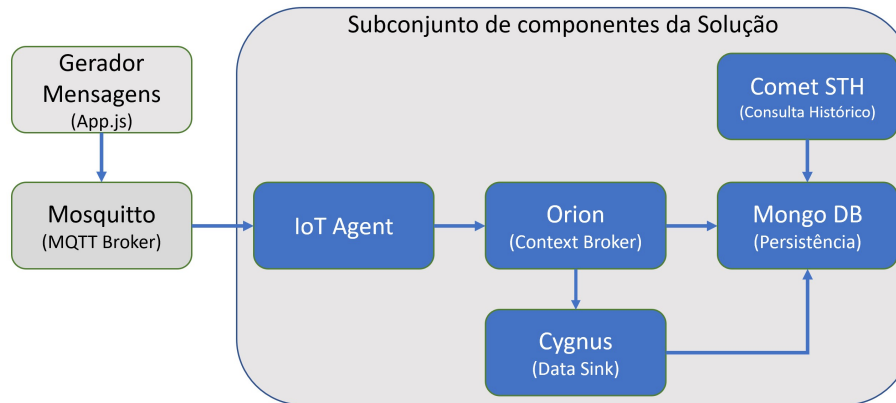 Subconjunto de componentes da Solução
Gerador
Mensagens
(App.js)
Comet STH
(Consulta Histórico)
Mosquitto
(MQTT Broker)
IoT Agent
Orion
(Context Broker)
Mongo DB
(Persistência)
Cygnus
(Data Sink)